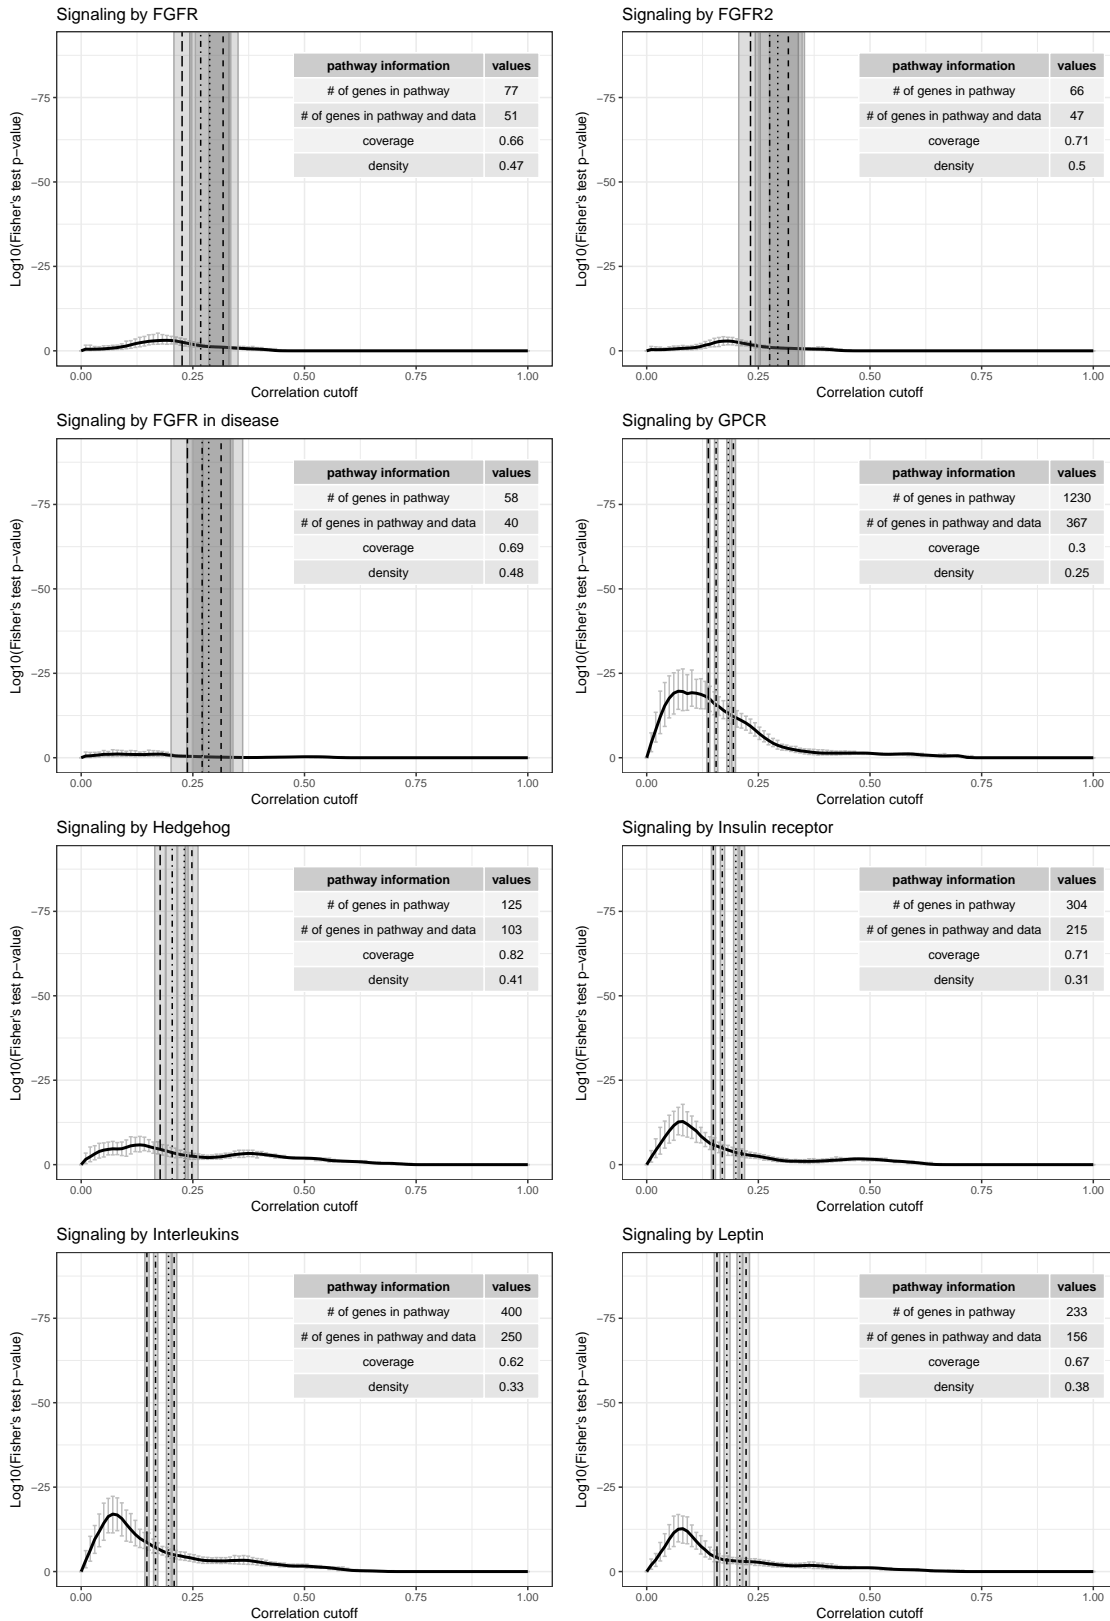 Signaling by FGFR
pathway information values
# of genes in pathway 77
# of genes in pathway and data 51
coverage 0.66
density 0.47
−75
−50
−25
0
0.00 0.25 0.50 0.75 1.00
Correlation cutoff
Log10(Fisher's test p−value)
Signaling by FGFR2
pathway information values
# of genes in pathway 66
# of genes in pathway and data 47
coverage 0.71
density 0.5
−75
−50
−25
0
0.00 0.25 0.50 0.75 1.00
Correlation cutoff
Log10(Fisher's test p−value)
Signaling by FGFR in disease
pathway information values
# of genes in pathway 58
# of genes in pathway and data 40
coverage 0.69
density 0.48
−75
−50
−25
0
0.00 0.25 0.50 0.75 1.00
Correlation cutoff
Log10(Fisher's test p−value)
Signaling by GPCR
pathway information values
# of genes in pathway 1230
# of genes in pathway and data 367
coverage 0.3
density 0.25
−75
−50
−25
0
0.00 0.25 0.50 0.75 1.00
Correlation cutoff
Log10(Fisher's test p−value)
Signaling by Hedgehog
pathway information values
# of genes in pathway 125
# of genes in pathway and data 103
coverage 0.82
density 0.41
−75
−50
−25
0
0.00 0.25 0.50 0.75 1.00
Correlation cutoff
Log10(Fisher's test p−value)
Signaling by Insulin receptor
pathway information values
# of genes in pathway 304
# of genes in pathway and data 215
coverage 0.71
density 0.31
−75
−50
−25
0
0.00 0.25 0.50 0.75 1.00
Correlation cutoff
Log10(Fisher's test p−value)
Signaling by Interleukins
pathway information values
# of genes in pathway 400
# of genes in pathway and data 250
coverage 0.62
density 0.33
−75
−50
−25
0
0.00 0.25 0.50 0.75 1.00
Correlation cutoff
Log10(Fisher's test p−value)
Signaling by Leptin
pathway information values
# of genes in pathway 233
# of genes in pathway and data 156
coverage 0.67
density 0.38
−75
−50
−25
0
0.00 0.25 0.50 0.75 1.00
Correlation cutoff
Log10(Fisher's test p−value)